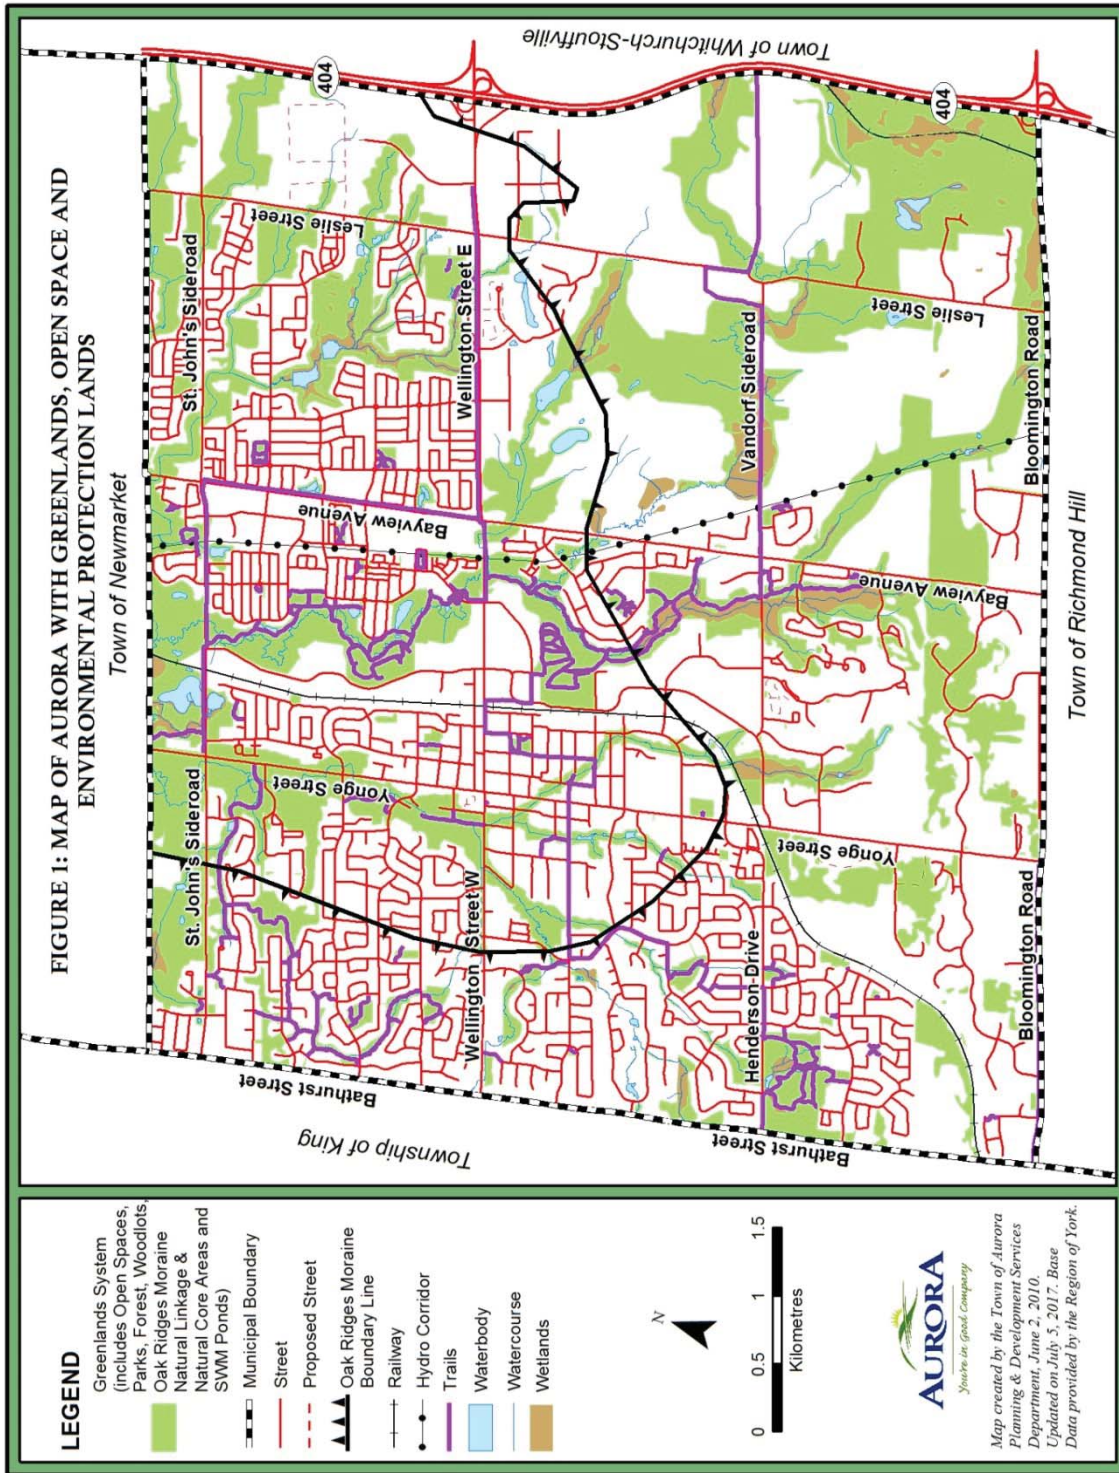 FIGURE 1: MAP OF AURORA WITH GREENLANDS, OPEN SPACE AND
ENVIRONMENTAL PROTECTION LANDS
Town of Newmarket
Town of Whitchurch-Stouffville
Township of King
Town of Richmond Hill
404
404
St. John's Sideroad
St. John's Sideroad
Leslie Street
Leslie Street
Wellington Street E
Wellington Street W
Bayview Avenue
Bayview Avenue
Yonge Street
Yonge Street
Vandorf Sideroad
Henderson Drive
Bathurst Street
Bathurst Street
Bloomington Road
Bloomington Road
LEGEND
Greenlands System
(includes Open Spaces,
Parks, Forest, Woodlots,
Oak Ridges Moraine
Natural Linkage &
Natural Core Areas and
SWM Ponds)
Municipal Boundary
Street
Proposed Street
Oak Ridges Moraine
Boundary Line
Railway
Hydro Corridor
Trails
Waterbody
Watercourse
Wetlands
N
0 0.5 1 1.5
Kilometres
AURORA
You're in Good Company
Map created by the Town of Aurora
Planning & Development Services
Department, June 2, 2010.
Updated on July 5, 2017. Base
Data provided by the Region of York.